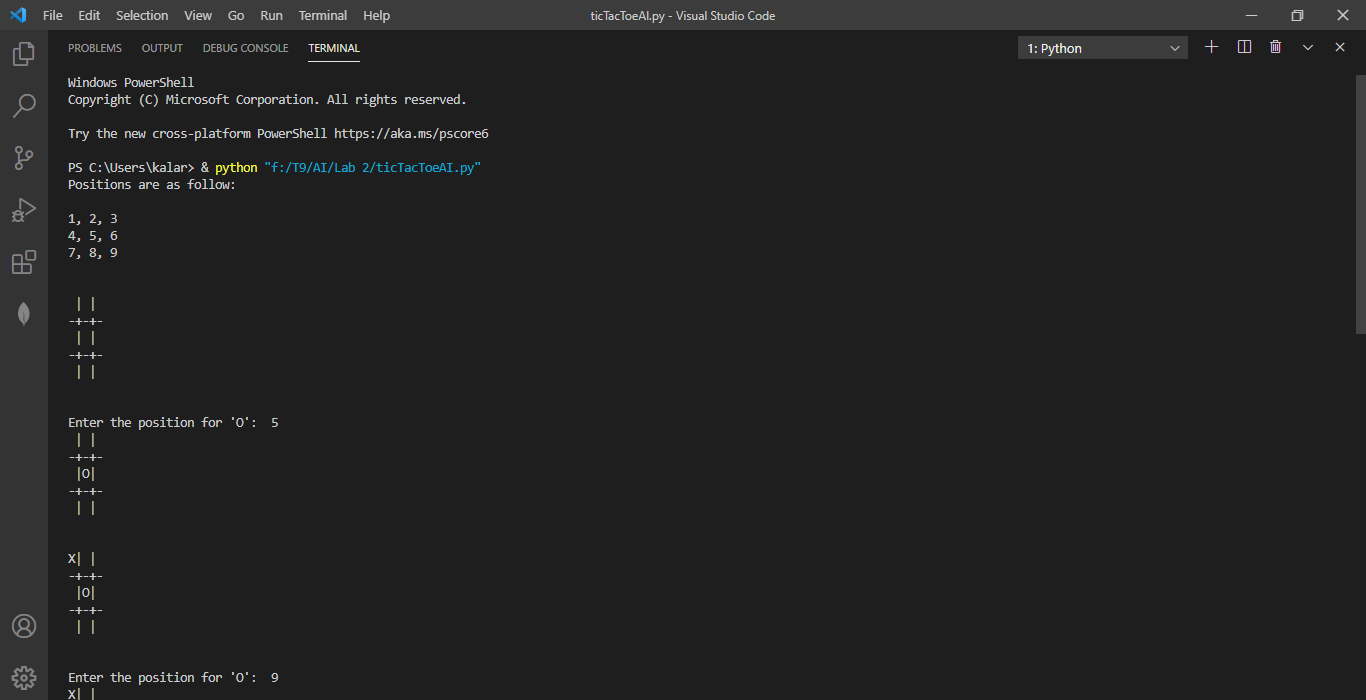 File Edit Selection View Go Run Terminal Help
ticTacToeAI.py - Visual Studio Code
PROBLEMS OUTPUT DEBUG CONSOLE TERMINAL
1: Python
Windows PowerShell
Copyright (C) Microsoft Corporation. All rights reserved.
Try the new cross-platform PowerShell https://aka.ms/pscore6
PS C:\Users\kalar> & python "f:/T9/AI/Lab 2/ticTacToeAI.py"
Positions are as follow:
1, 2, 3
4, 5, 6
7, 8, 9
 | |
-+-+-
 | |
-+-+-
 | |
Enter the position for 'O':  5
 | |
-+-+-
 |O|
-+-+-
 | |
X| |
-+-+-
 |O|
-+-+-
 | |
Enter the position for 'O':  9
X| |